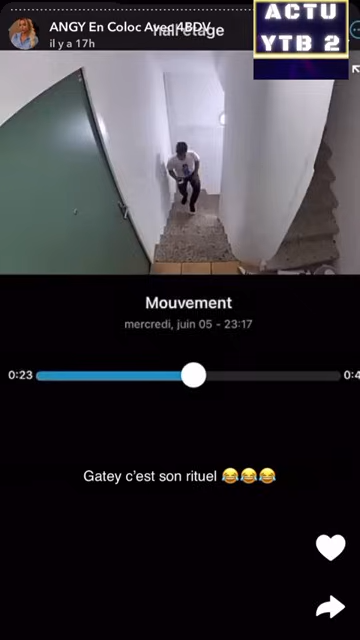 ANGY En Coloc Avec ABDV
il y a 17h
ACTU
YTB 2
Mouvement
mercredi, juin 05 - 23:17
0:23
Gatey c’est son rituel 😂😂😂